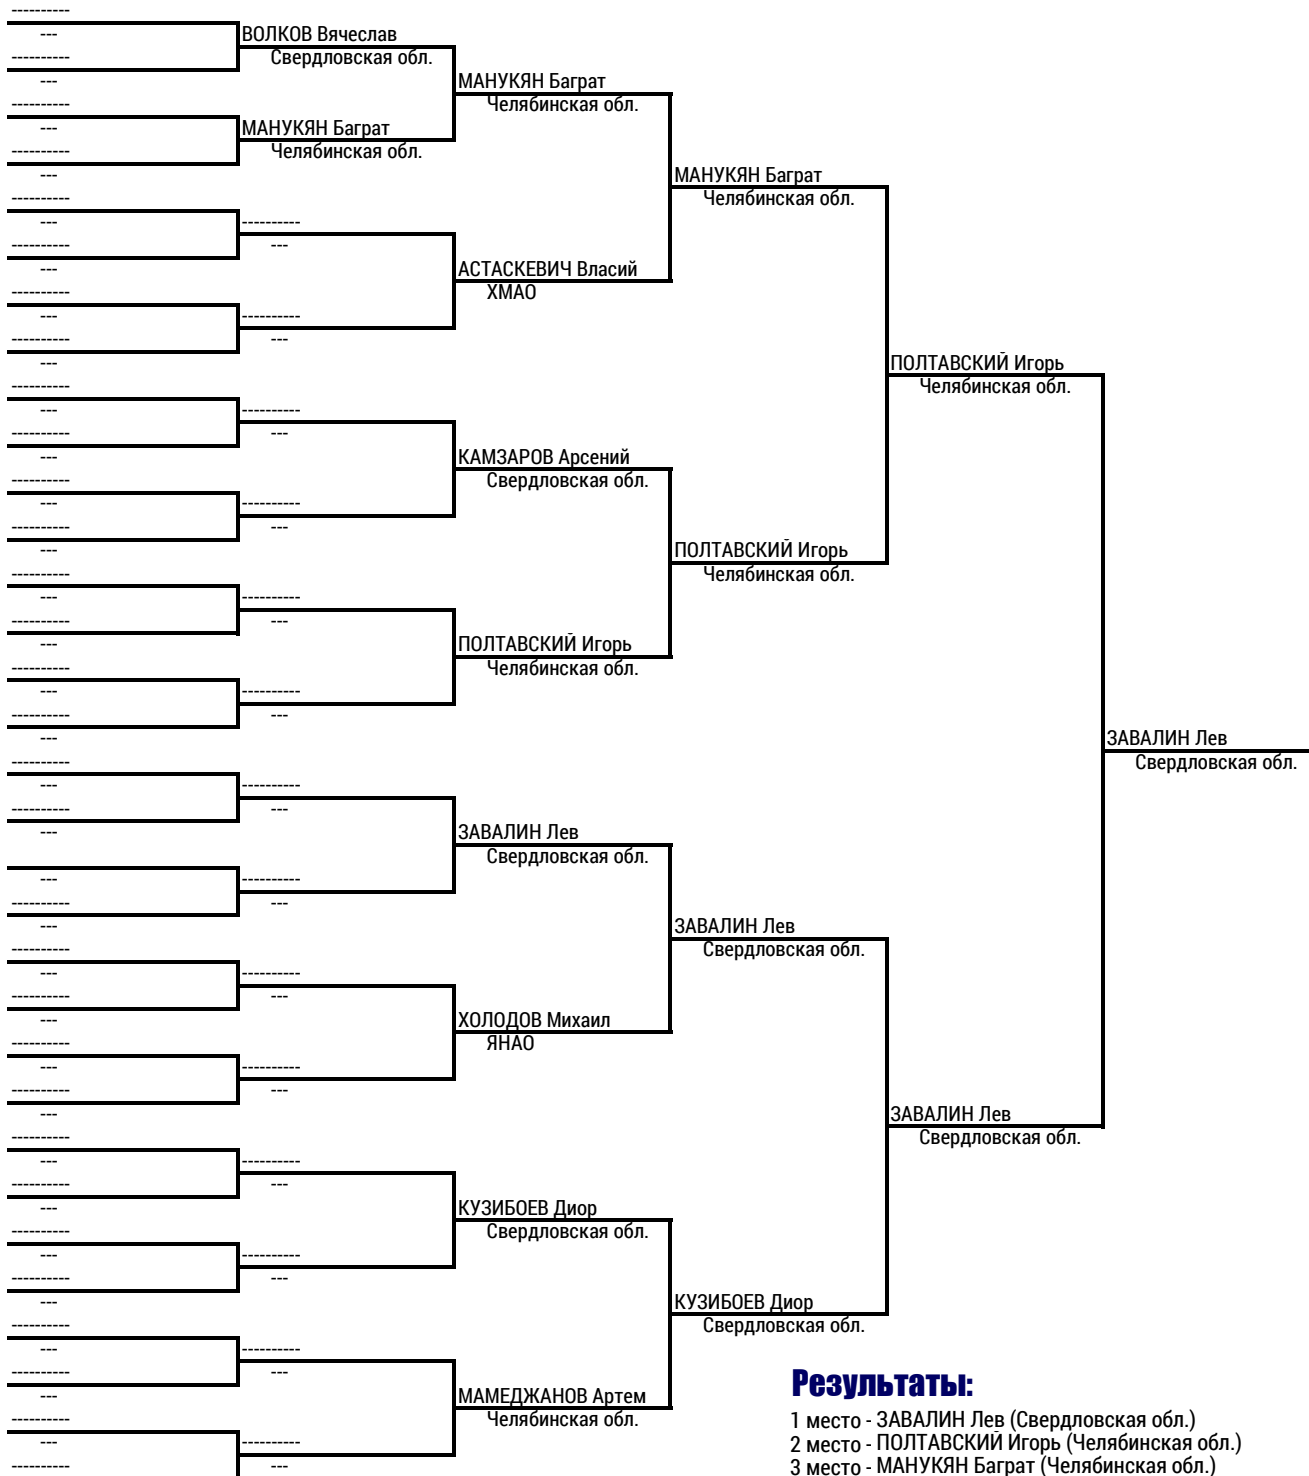 ВОЛКОВ Вячеслав
Свердловская обл.
МАНУКЯН Баграт
Челябинская обл.
МАНУКЯН Баграт
Челябинская обл.
АСТАСКЕВИЧ Власий
ХМАО
КАМЗАРОВ Арсений
Свердловская обл.
ПОЛТАВСКИЙ Игорь
Челябинская обл.
ЗАВАЛИН Лев
Свердловская обл.
ХОЛОДОВ Михаил
ЯНАО
КУЗИБОЕВ Диор
Свердловская обл.
МАМЕДЖАНОВ Артем
Челябинская обл.
МАНУКЯН Баграт
Челябинская обл.
ПОЛТАВСКИЙ Игорь
Челябинская обл.
ЗАВАЛИН Лев
Свердловская обл.
КУЗИБОЕВ Диор
Свердловская обл.
ПОЛТАВСКИЙ Игорь
Челябинская обл.
ЗАВАЛИН Лев
Свердловская обл.
ЗАВАЛИН Лев
Свердловская обл.
Результаты:
1 место - ЗАВАЛИН Лев (Свердловская обл.)
2 место - ПОЛТАВСКИЙ Игорь (Челябинская обл.)
3 место - МАНУКЯН Баграт (Челябинская обл.)